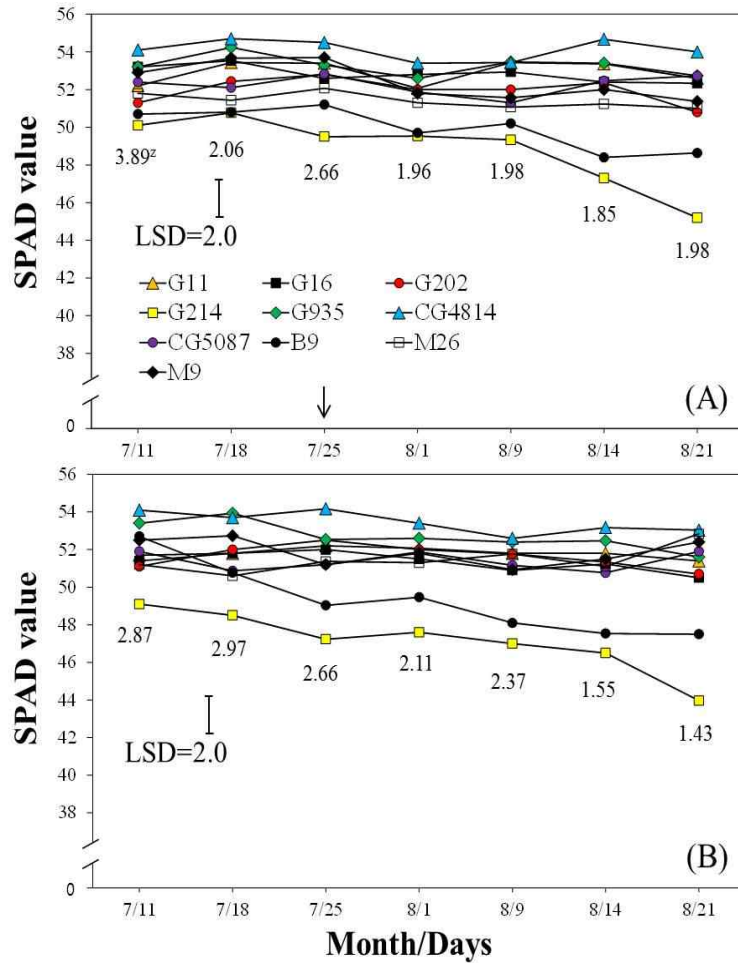 56
54
52
50
48
46
44
42
40
38
0
SPAD value
3.89ᶻ 2.06 2.66 1.96 1.98 1.85 1.98
LSD=2.0
G11 G16 G202
G214 G935 CG4814
CG5087 B9 M26
M9
(A)
7/11 7/18 7/25 8/1 8/9 8/14 8/21
56
54
52
50
48
46
44
42
40
38
0
SPAD value
2.87 2.97 2.66 2.11 2.37 1.55 1.43
LSD=2.0
(B)
7/11 7/18 7/25 8/1 8/9 8/14 8/21
Month/Days